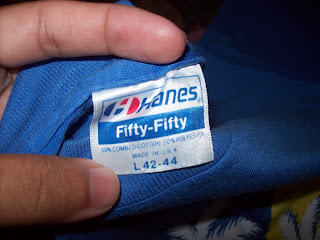 Hanes
Fifty-Fifty
50% COMBED COTTON 50% POLYESTER
MADE IN U.S.A.
L 42-44